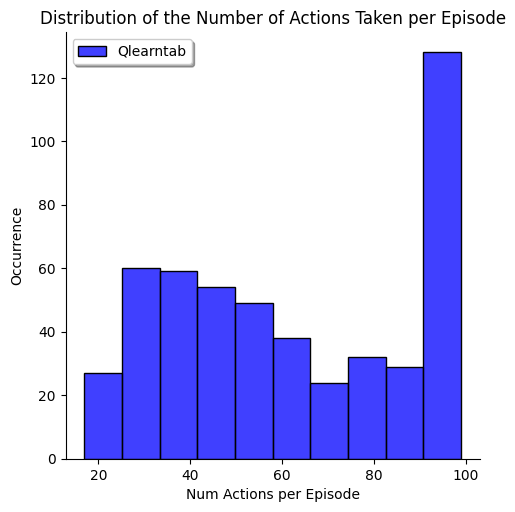 Distribution of the Number of Actions Taken per Episode
Qlearntab
120
100
80
60
40
20
0
Occurrence
20 40 60 80 100
Num Actions per Episode